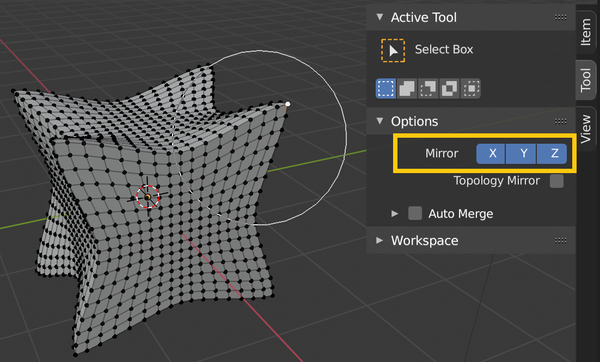 Active Tool
Select Box
Options
Mirror X Y Z
Topology Mirror
Auto Merge
Workspace
Item
Tool
View